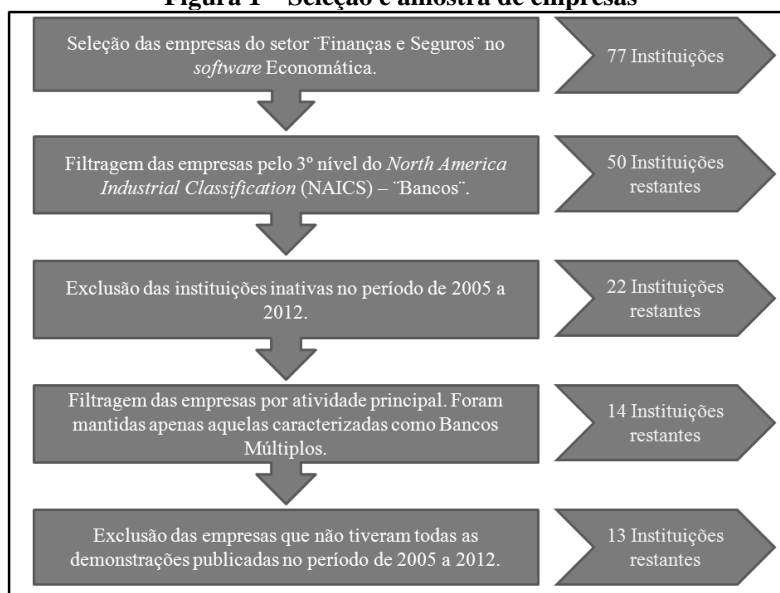 Figura 1 – Seleção e amostra de empresas
Seleção das empresas do setor ¨Finanças e Seguros¨ no
software Economática.
77 Instituições
Filtragem das empresas pelo 3º nível do North America
Industrial Classification (NAICS) – ¨Bancos¨.
50 Instituições
restantes
Exclusão das instituições inativas no período de 2005 a
2012.
22 Instituições
restantes
Filtragem das empresas por atividade principal. Foram
mantidas apenas aquelas caracterizadas como Bancos
Múltiplos.
14 Instituições
restantes
Exclusão das empresas que não tiveram todas as
demonstrações publicadas no período de 2005 a 2012.
13 Instituições
restantes